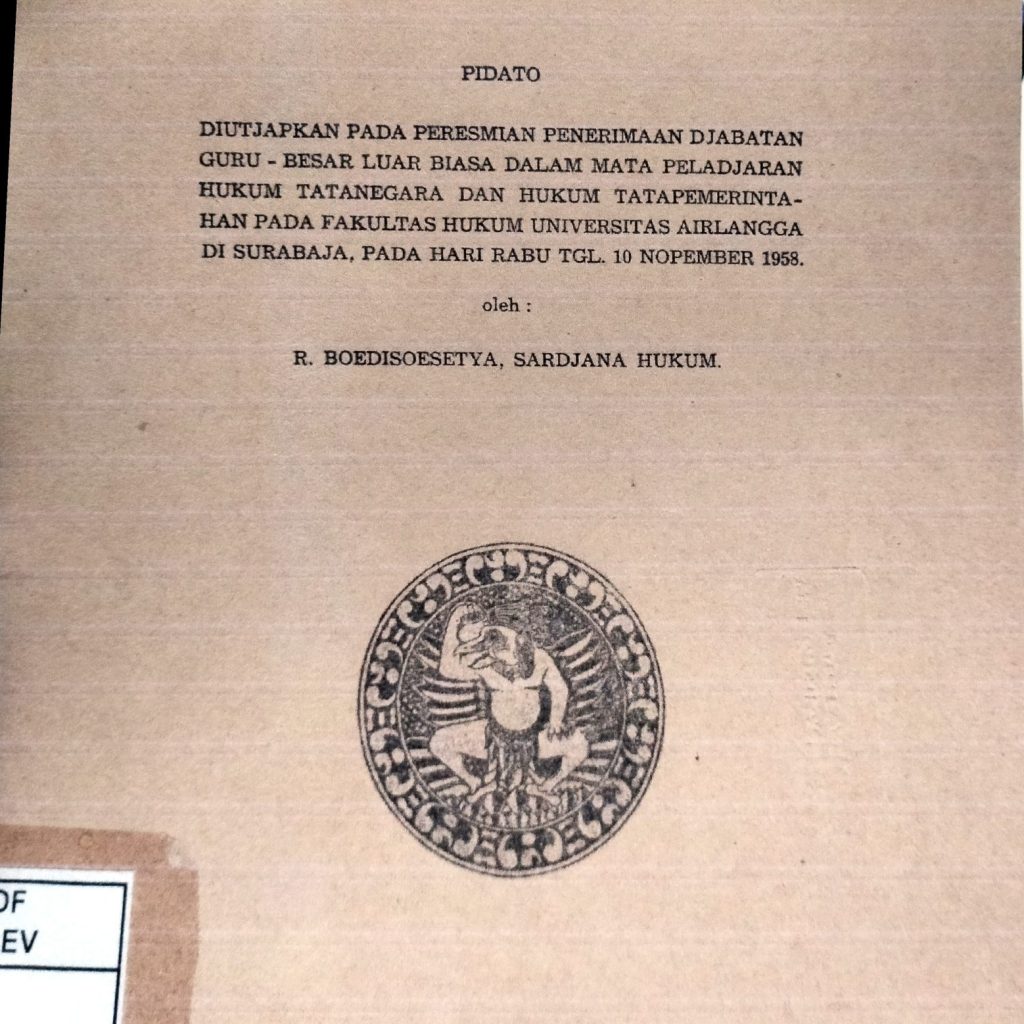 PIDATO
DIUTJAPKAN PADA PERESMIAN PENERIMAAN DJABATAN
GURU - BESAR LUAR BIASA DALAM MATA PELADJARAN
HUKUM TATANEGARA DAN HUKUM TATAPEMERINTA-
HAN PADA FAKULTAS HUKUM UNIVERSITAS AIRLANGGA
DI SURABAJA, PADA HARI RABU TGL. 10 NOPEMBER 1958.
oleh :
R. BOEDISOESETYA, SARDJANA HUKUM.
OF
EV